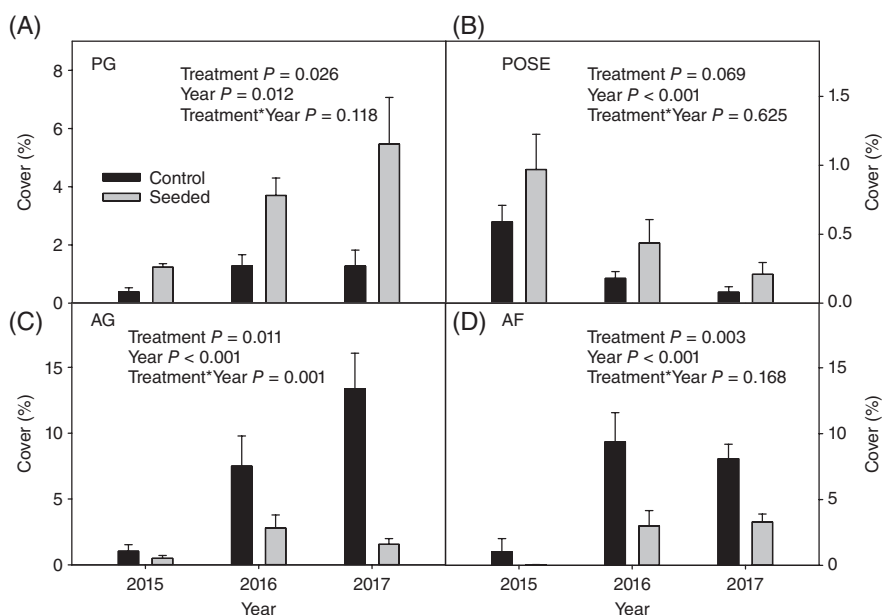 (A)
PG
Treatment P = 0.026
Year P = 0.012
Treatment*Year P = 0.118
Control
Seeded
8
6
4
2
0
Cover (%)
(B)
POSE
Treatment P = 0.069
Year P < 0.001
Treatment*Year P = 0.625
1.5
1.0
0.5
0.0
Cover (%)
(C)
AG
Treatment P = 0.011
Year P < 0.001
Treatment*Year P = 0.001
15
10
5
0
Cover (%)
2015
2016
2017
Year
(D)
AF
Treatment P = 0.003
Year P < 0.001
Treatment*Year P = 0.168
15
10
5
0
Cover (%)
2015
2016
2017
Year